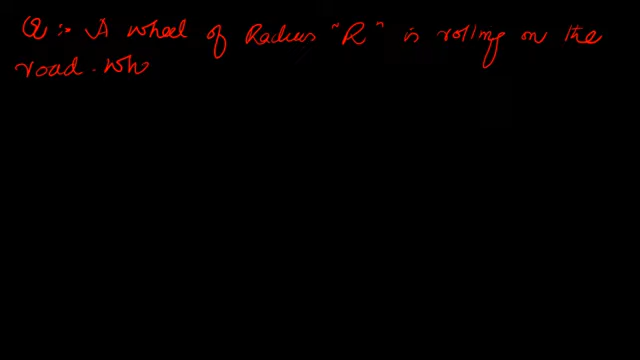 Q :- A wheel of Radius "R" is rolling on the
road. Wh